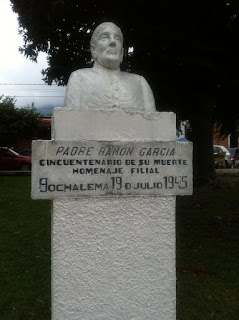 PADRE RAMON GARCIA
CINCUENTENARIO DE SU MUERTE
HOMENAJE FILIAL
BOCHALEMA 19 D JULIO 1945